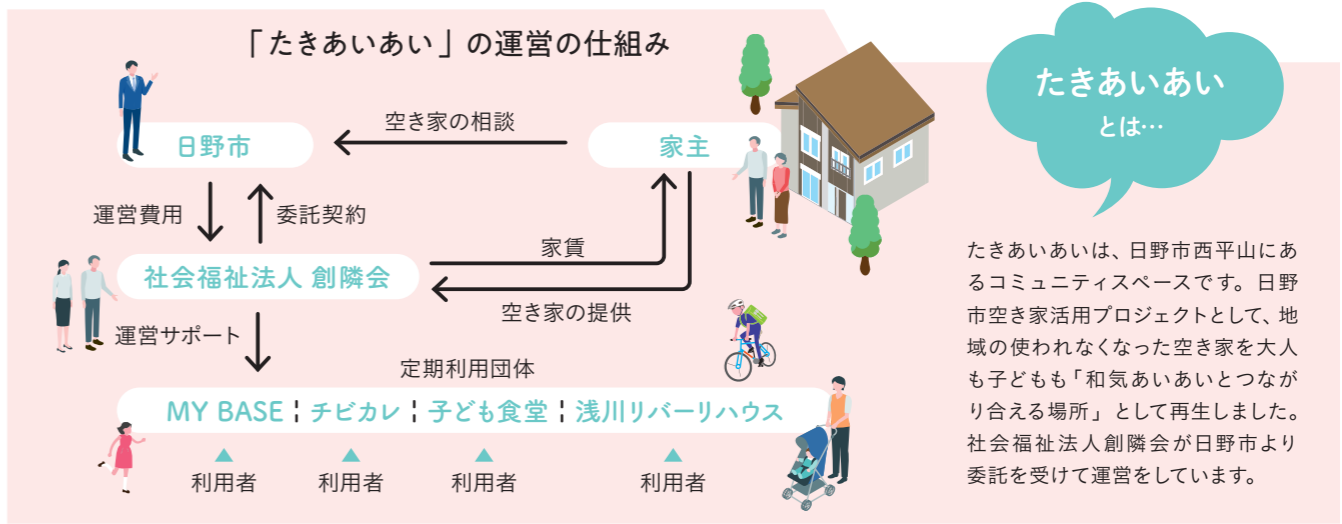 「たきあいあい」の運営の仕組み
日野市
空き家の相談
家主
運営費用
委託契約
社会福祉法人 創隣会
家賃
空き家の提供
運営サポート
定期利用団体
MY BASE ¦ チビカレ ¦ 子ども食堂 ¦ 浅川リバーリハウス
利用者 利用者 利用者 利用者
たきあいあい
とは…
たきあいあいは、日野市西平山にあ
るコミュニティスペースです。日野
市空き家活用プロジェクトとして、地
域の使われなくなった空き家を大人
も子どもも「和気あいあいとつなが
り合える場所」として再生しました。
社会福祉法人創隣会が日野市より
委託を受けて運営をしています。